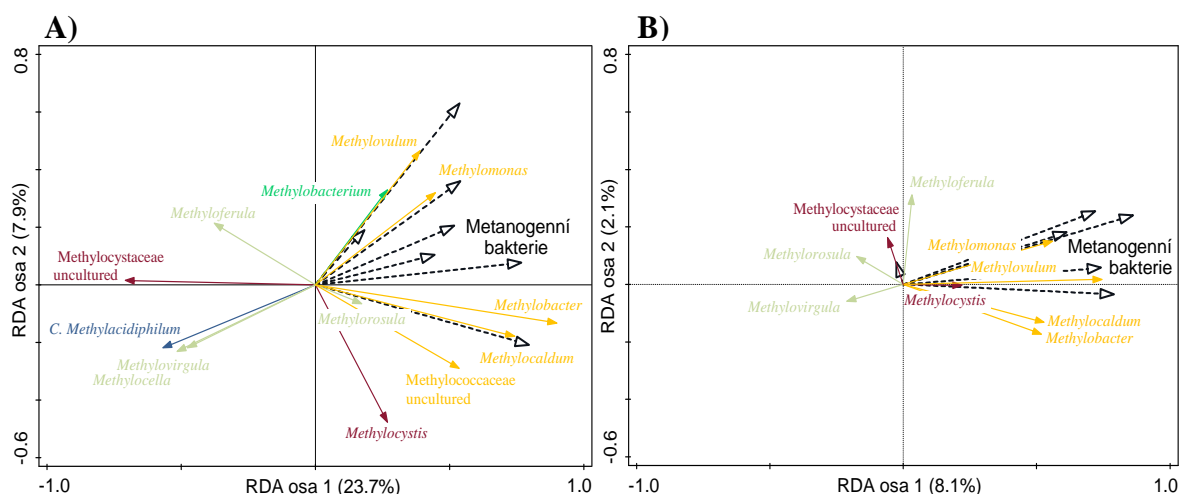 A)
0.8
-0.6
RDA osa 2 (7.9%)
Methylovulum
Methylobacterium
Methylomonas
Methyloferula
Metanogenní
bakterie
Methylocystaceae
uncultured
Methylobacter
Methylorosula
C. Methylacidiphilum
Methylovirgula
Methylocella
Methylocaldum
Methylococcaceae
uncultured
Methylocystis
-1.0
RDA osa 1 (23.7%)
1.0
B)
0.8
-0.6
RDA osa 2 (2.1%)
Methyloferula
Methylocystaceae
uncultured
Methylomonas
Metanogenní
bakterie
Methylorosula
Methylovulum
Methylovirgula
Methylocystis
Methylocaldum
Methylobacter
-1.0
RDA osa 1 (8.1%)
1.0